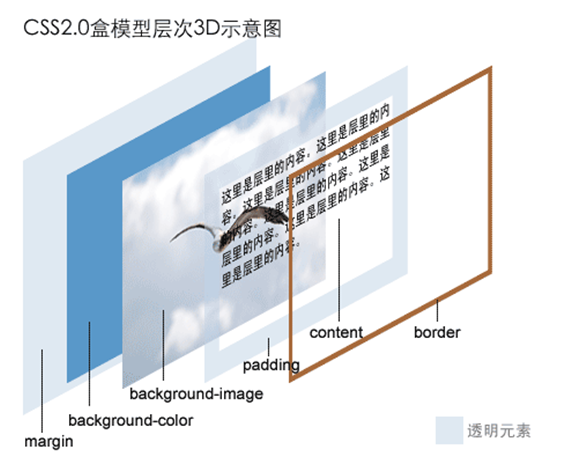 CSS2.0盒模型层次3D示意图
这里是层里的内容。这里是层里的内
容。这里是层里的内容。这里是层里
的内容。这里是层里的内容。这里是
层里的内容。这里是层里的内容。这
里是层里的内容。
content
border
padding
background-image
background-color
margin
透明元素